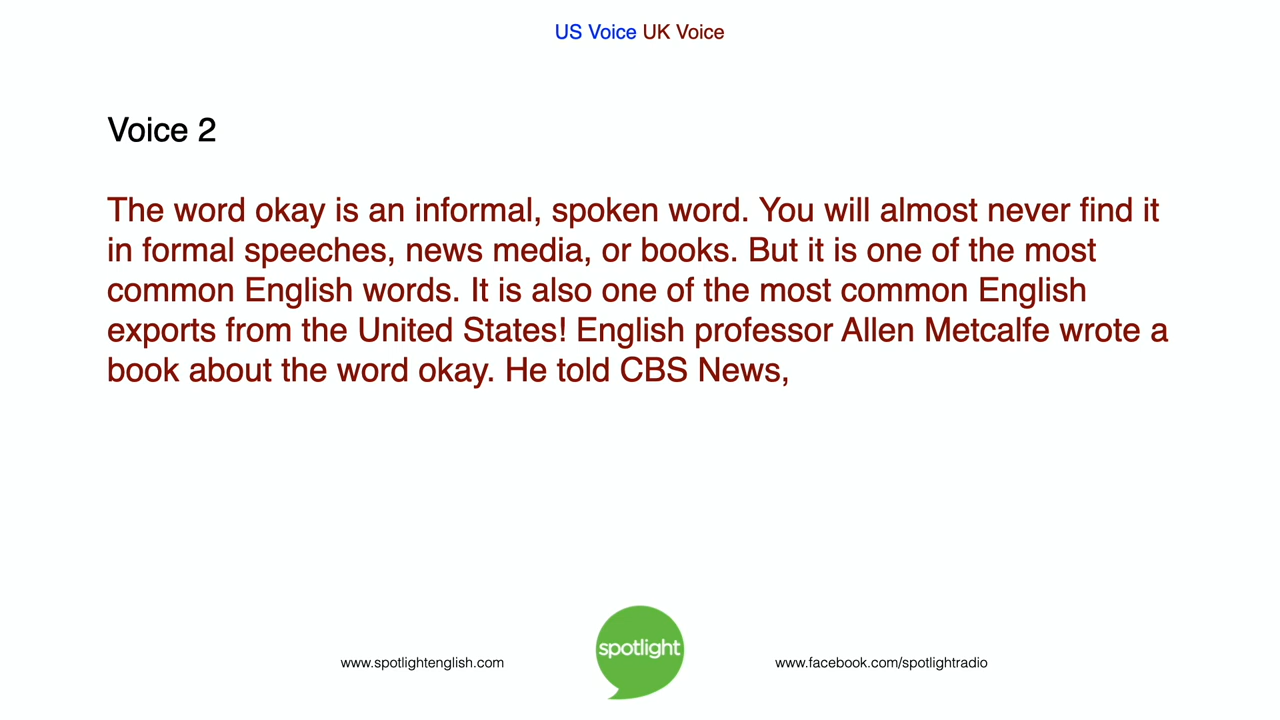 US Voice UK Voice
Voice 2
The word okay is an informal, spoken word. You will almost never find it
in formal speeches, news media, or books. But it is one of the most
common English words. It is also one of the most common English
exports from the United States! English professor Allen Metcalfe wrote a
book about the word okay. He told CBS News,
www.spotlightenglish.com
spotlight
www.facebook.com/spotlightradio